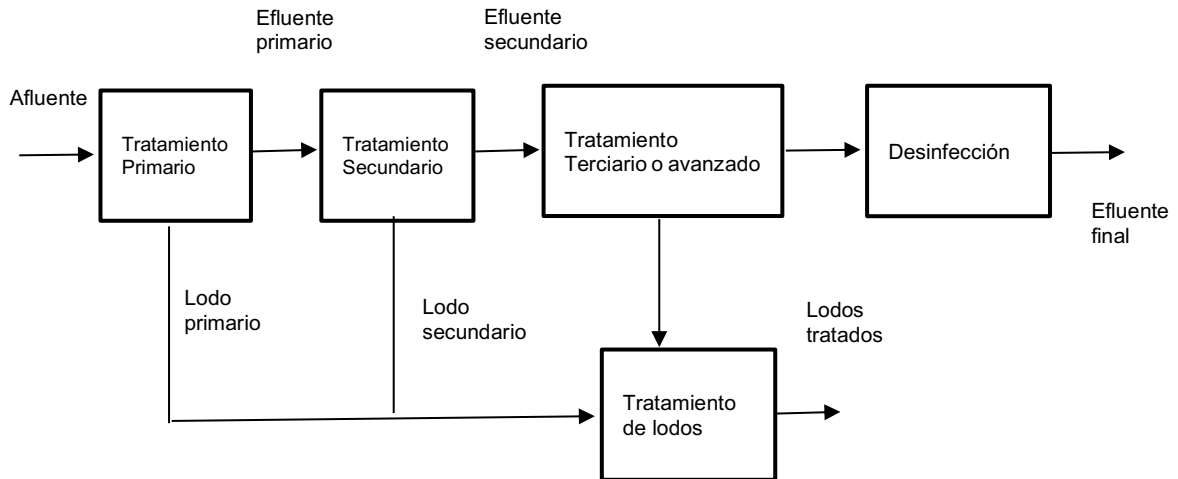 Efluente
primario
Efluente
secundario
Afluente
Tratamiento
Primario
Tratamiento
Secundario
Tratamiento
Terciario o avanzado
Desinfección
Efluente
final
Lodo
primario
Lodo
secundario
Lodos
tratados
Tratamiento
de lodos